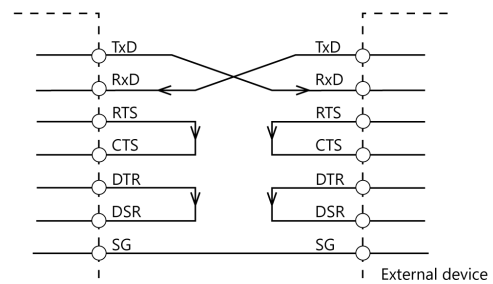 TxD TxD
RxD RxD
RTS RTS
CTS CTS
DTR DTR
DSR DSR
SG SG
External device